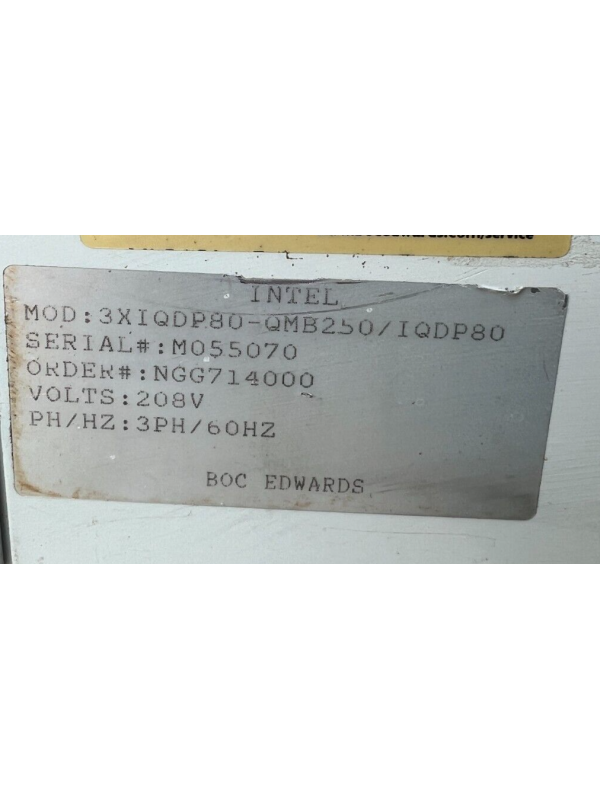 INTEL
MOD:3XIQDP80-QMB250/IQDP80
SERIAL#:M055070
ORDER#:NGG714000
VOLTS:208V
PH/HZ:3PH/60HZ
BOC EDWARDS